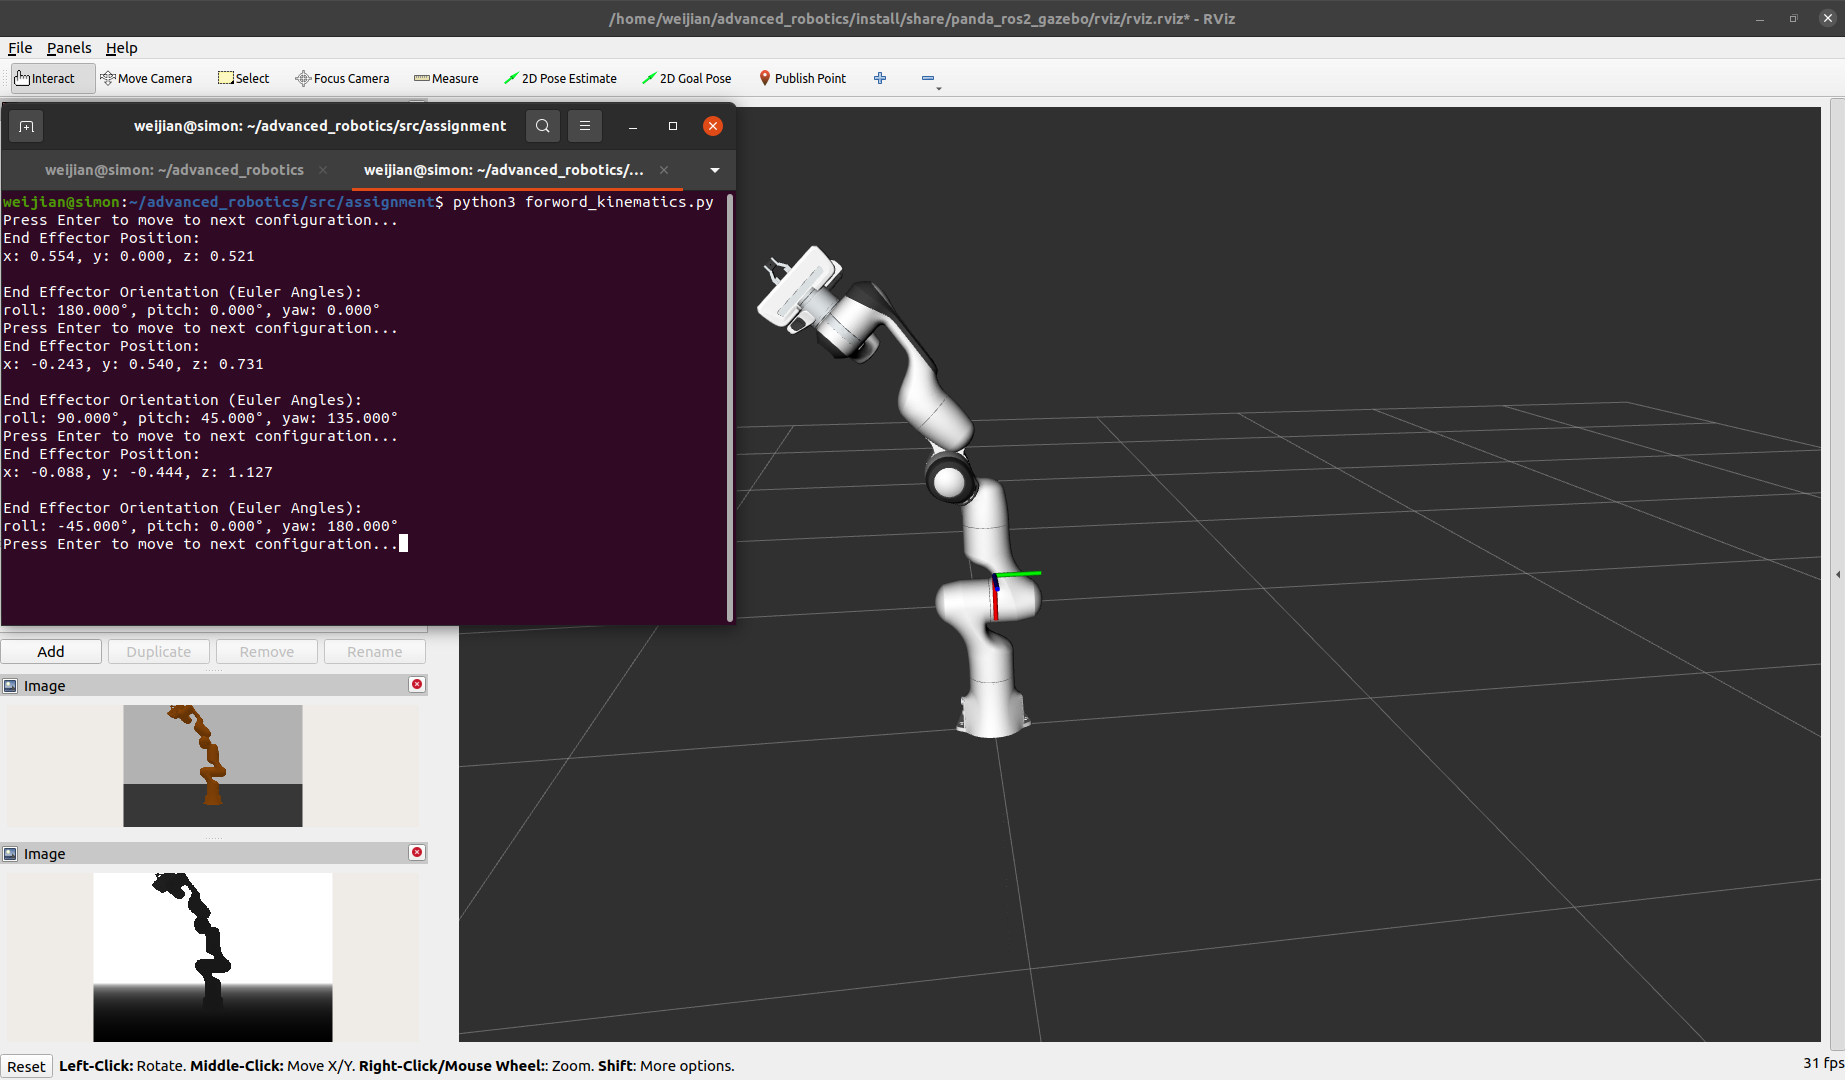 /home/weijian/advanced_robotics/install/share/panda_ros2_gazebo/rviz/rviz.rviz* - RViz
File Panels Help
Interact Move Camera Select Focus Camera Measure 2D Pose Estimate 2D Goal Pose Publish Point
weijian@simon: ~/advanced_robotics/src/assignment
weijian@simon: ~/advanced_robotics weijian@simon: ~/advanced_robotics/...
weijian@simon:~/advanced_robotics/src/assignment$ python3 forword_kinematics.py
Press Enter to move to next configuration...
End Effector Position:
x: 0.554, y: 0.000, z: 0.521
End Effector Orientation (Euler Angles):
roll: 180.000°, pitch: 0.000°, yaw: 0.000°
Press Enter to move to next configuration...
End Effector Position:
x: -0.243, y: 0.540, z: 0.731
End Effector Orientation (Euler Angles):
roll: 90.000°, pitch: 45.000°, yaw: 135.000°
Press Enter to move to next configuration...
End Effector Position:
x: -0.088, y: -0.444, z: 1.127
End Effector Orientation (Euler Angles):
roll: -45.000°, pitch: 0.000°, yaw: 180.000°
Press Enter to move to next configuration...
Add Duplicate Remove Rename
Image
Image
Reset Left-Click: Rotate. Middle-Click: Move X/Y. Right-Click/Mouse Wheel:: Zoom. Shift: More options.
31 fps